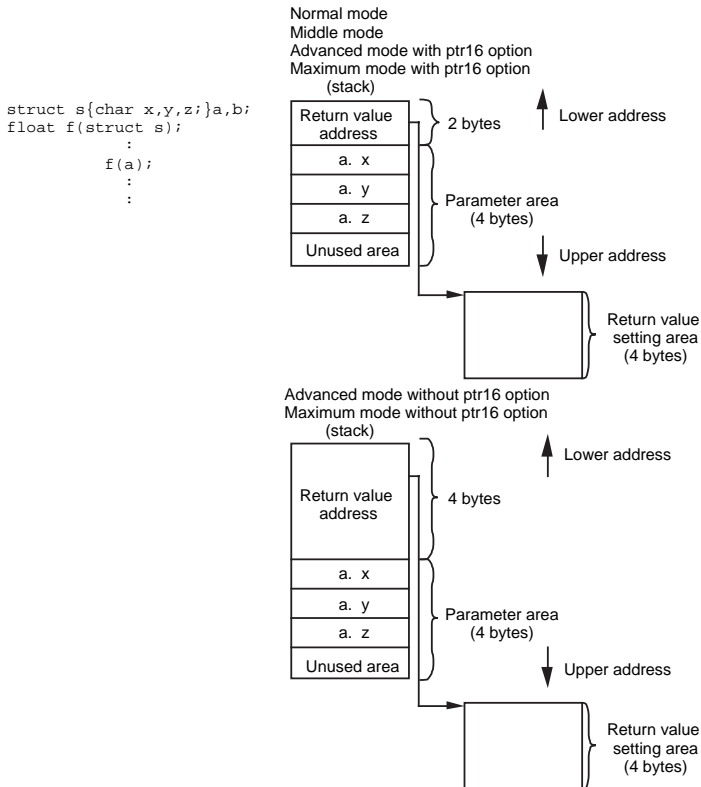 Normal mode
Middle mode
Advanced mode with ptr16 option
Maximum mode with ptr16 option
(stack)
struct s{char x,y,z;}a,b;
float f(struct s);
:
f(a);
:
:
Return value
address
2 bytes
Lower address
a. x
a. y
a. z
Unused area
Parameter area
(4 bytes)
Upper address
Return value
setting area
(4 bytes)
Advanced mode without ptr16 option
Maximum mode without ptr16 option
(stack)
Lower address
Return value
address
4 bytes
a. x
a. y
a. z
Unused area
Parameter area
(4 bytes)
Upper address
Return value
setting area
(4 bytes)